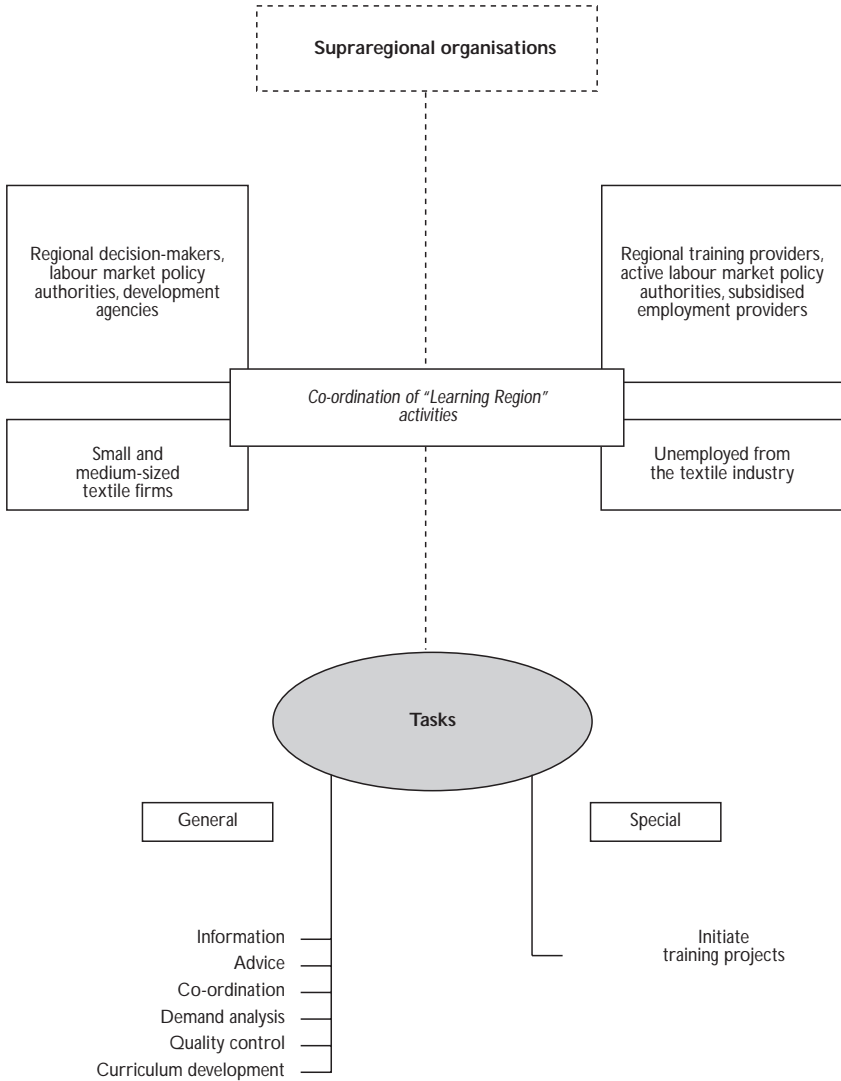 Supraregional organisations
Regional decision-makers,
labour market policy
authorities, development
agencies
Regional training providers,
active labour market policy
authorities, subsidised
employment providers
Co-ordination of “Learning Region”
activities
Small and
medium-sized
textile firms
Unemployed from
the textile industry
Tasks
General
Special
Information
Advice
Co-ordination
Demand analysis
Quality control
Curriculum development
Initiate
training projects